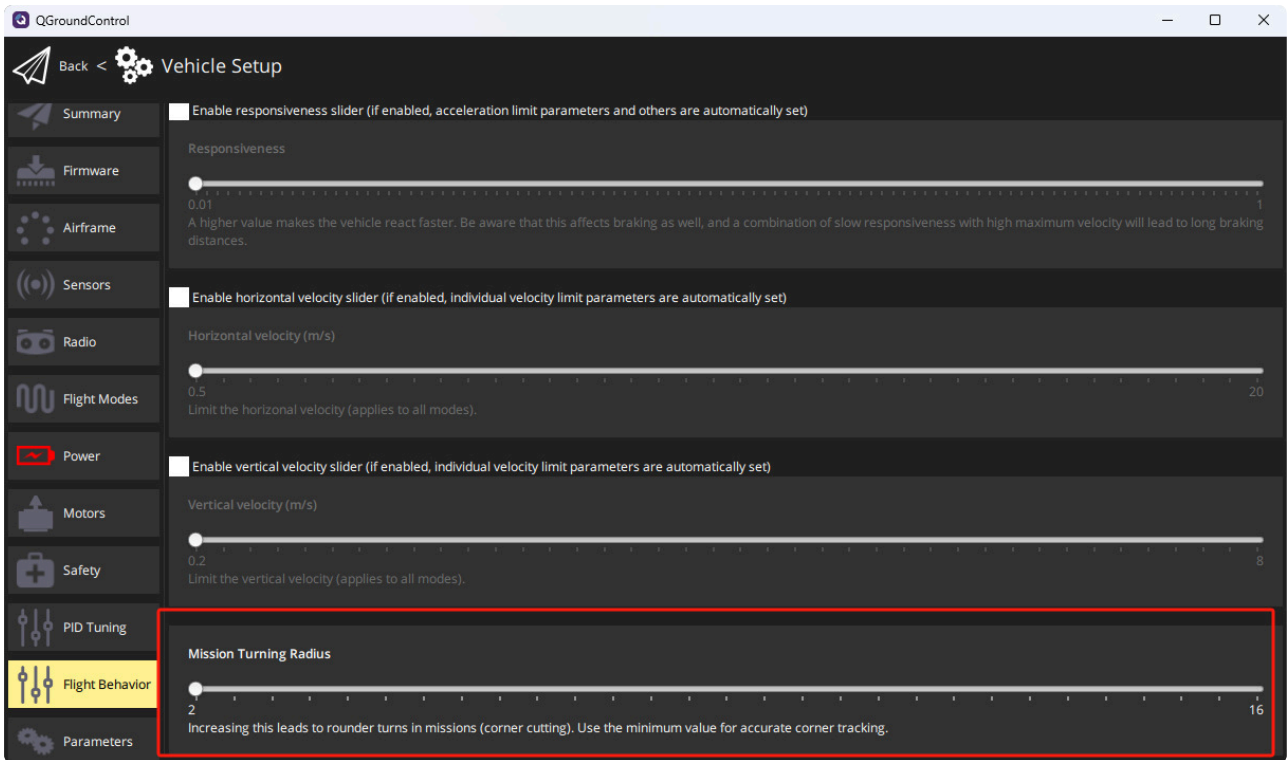 QGroundControl
Back < Vehicle Setup
Summary
Firmware
Airframe
Sensors
Radio
Flight Modes
Power
Motors
Safety
PID Tuning
Flight Behavior
Parameters
Enable responsiveness slider (if enabled, acceleration limit parameters and others are automatically set)
Responsiveness
0.01 1
A higher value makes the vehicle react faster. Be aware that this affects braking as well, and a combination of slow responsiveness with high maximum velocity will lead to long braking
distances.
Enable horizontal velocity slider (if enabled, individual velocity limit parameters are automatically set)
Horizontal velocity (m/s)
0.5 20
Limit the horizonal velocity (applies to all modes).
Enable vertical velocity slider (if enabled, individual velocity limit parameters are automatically set)
Vertical velocity (m/s)
0.2 8
Limit the vertical velocity (applies to all modes).
Mission Turning Radius
2 16
Increasing this leads to rounder turns in missions (corner cutting). Use the minimum value for accurate corner tracking.